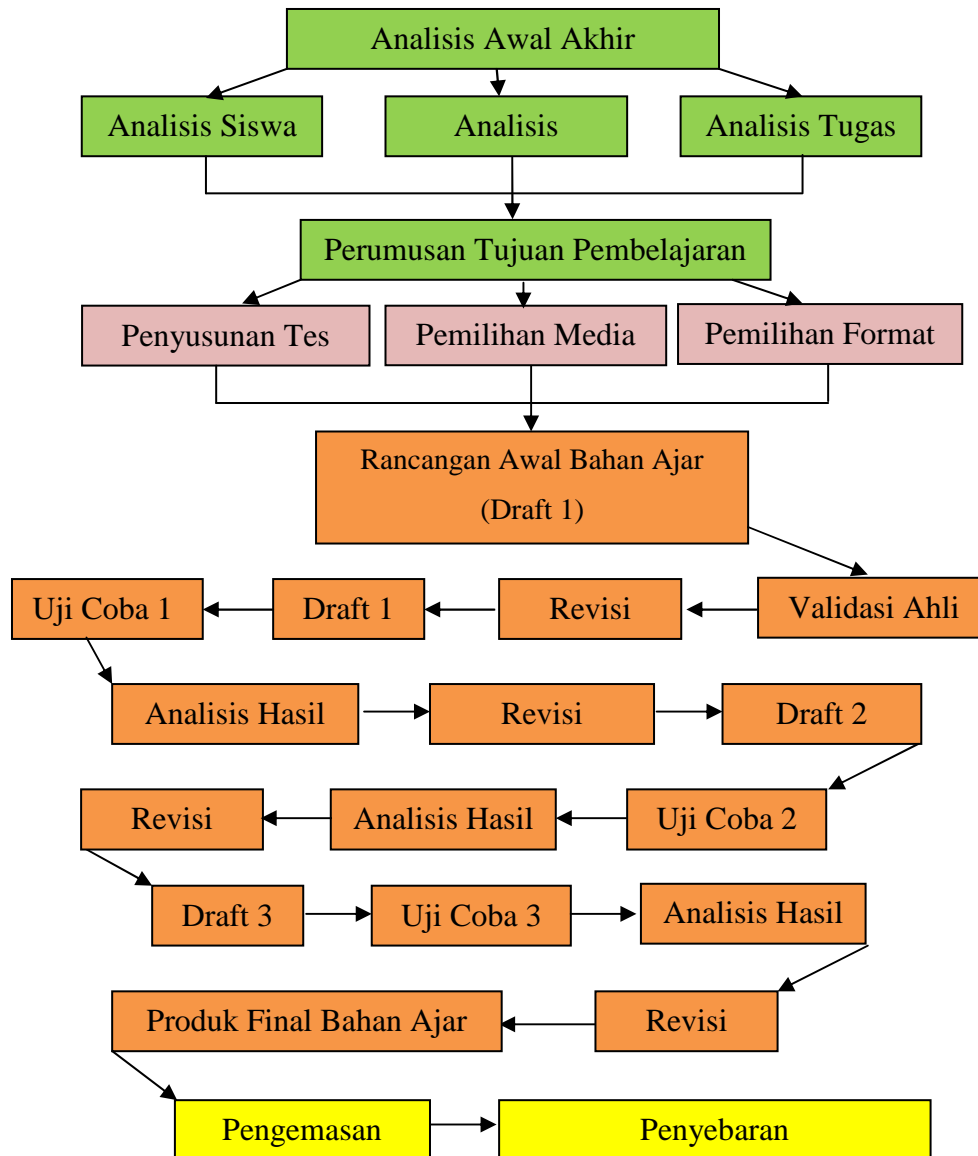 Analisis Awal Akhir
Analisis Siswa
Analisis
Analisis Tugas
Perumusan Tujuan Pembelajaran
Penyusunan Tes
Pemilihan Media
Pemilihan Format
Rancangan Awal Bahan Ajar
(Draft 1)
Validasi Ahli
Revisi
Draft 1
Uji Coba 1
Analisis Hasil
Revisi
Draft 2
Uji Coba 2
Analisis Hasil
Revisi
Draft 3
Uji Coba 3
Analisis Hasil
Revisi
Produk Final Bahan Ajar
Pengemasan
Penyebaran